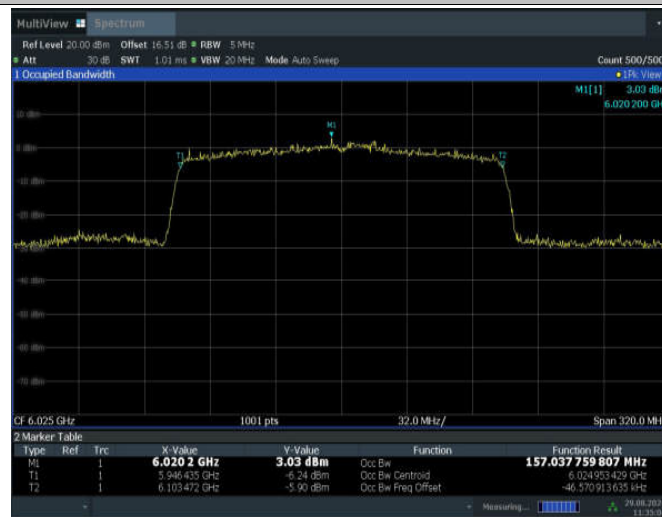 MultiView Spectrum
Ref Level 20.00 dBm Offset 16.51 dB RBW 5 MHz
Att 30 dB SWT 1.01 ms VBW 20 MHz Mode Auto Sweep Count 500/500
1 Occupied Bandwidth 1Pk View
M1[1] 3.03 dBm
6.020 200 GH
M1
10 dBm
0 dBm
T1 T2
-10 dBm
-20 dBm
-30 dBm
-40 dBm
-50 dBm
-60 dBm
-70 dBm
CF 6.025 GHz 1001 pts 32.0 MHz/ Span 320.0 MH
2 Marker Table
Type Ref Trc X-Value Y-Value Function Function Result
M1 1 6.020 2 GHz 3.03 dBm Occ Bw 157.037 759 807 MHz
T1 1 5.946 435 GHz -6.24 dBm Occ Bw Centroid 6.024 953 429 GHz
T2 1 6.103 472 GHz -5.90 dBm Occ Bw Freq Offset -46.570 913 635 kHz
Measuring... 29.08.202
11:35:0